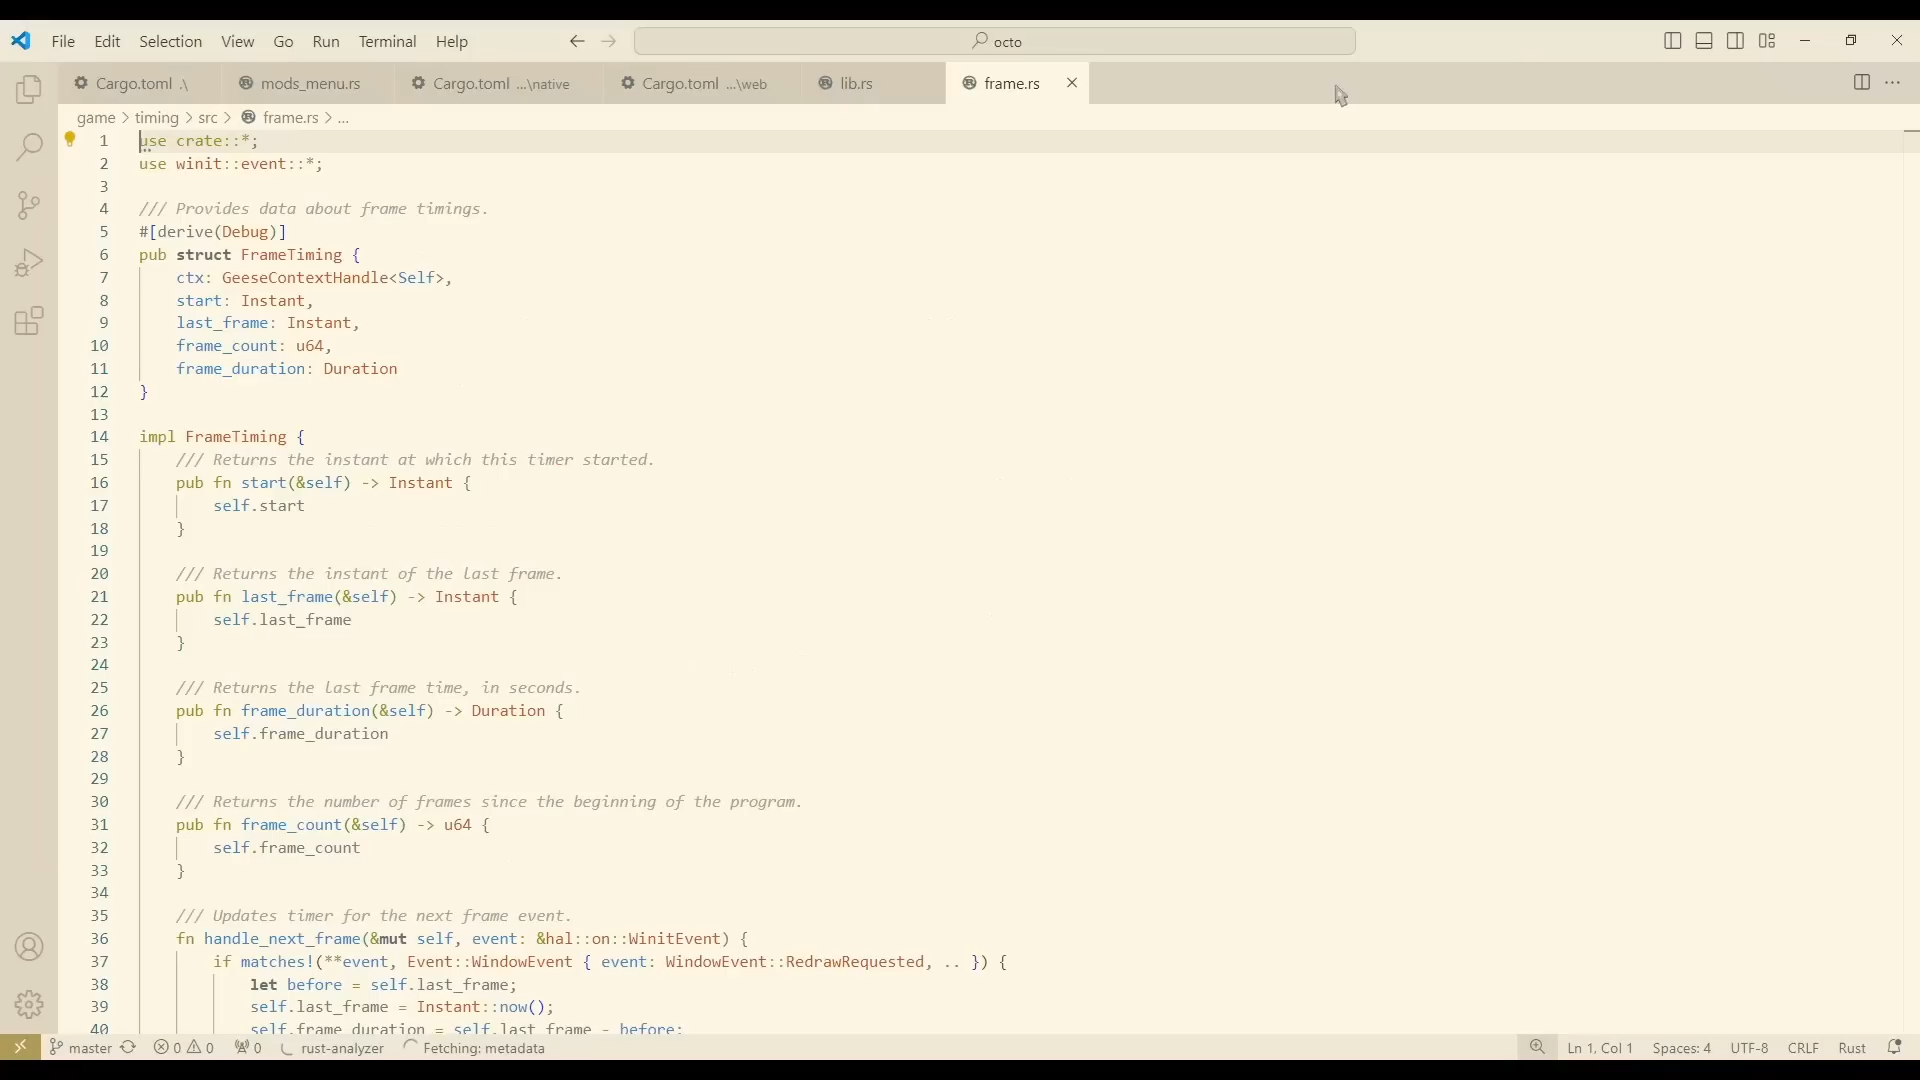 File Edit Selection View Go Run Terminal Help octo
Cargo.toml .\ mods_menu.rs Cargo.toml ...\native Cargo.toml ...\web lib.rs frame.rs
game > timing > src > frame.rs > ...
1 use crate::*;
2 use winit::event::*;
3
4 /// Provides data about frame timings.
5 #[derive(Debug)]
6 pub struct FrameTiming {
7 ctx: GeeseContextHandle<Self>,
8 start: Instant,
9 last_frame: Instant,
10 frame_count: u64,
11 frame_duration: Duration
12 }
13
14 impl FrameTiming {
15 /// Returns the instant at which this timer started.
16 pub fn start(&self) -> Instant {
17 self.start
18 }
19
20 /// Returns the instant of the last frame.
21 pub fn last_frame(&self) -> Instant {
22 self.last_frame
23 }
24
25 /// Returns the last frame time, in seconds.
26 pub fn frame_duration(&self) -> Duration {
27 self.frame_duration
28 }
29
30 /// Returns the number of frames since the beginning of the program.
31 pub fn frame_count(&self) -> u64 {
32 self.frame_count
33 }
34
35 /// Updates timer for the next frame event.
36 fn handle_next_frame(&mut self, event: &hal::on::WinitEvent) {
37 if matches!(**event, Event::WindowEvent { event: WindowEvent::RedrawRequested, .. }) {
38 let before = self.last_frame;
39 self.last_frame = Instant::now();
40 self.frame_duration = self.last_frame - before;
master 0 0 0 rust-analyzer Fetching: metadata Ln 1, Col 1 Spaces: 4 UTF-8 CRLF Rust